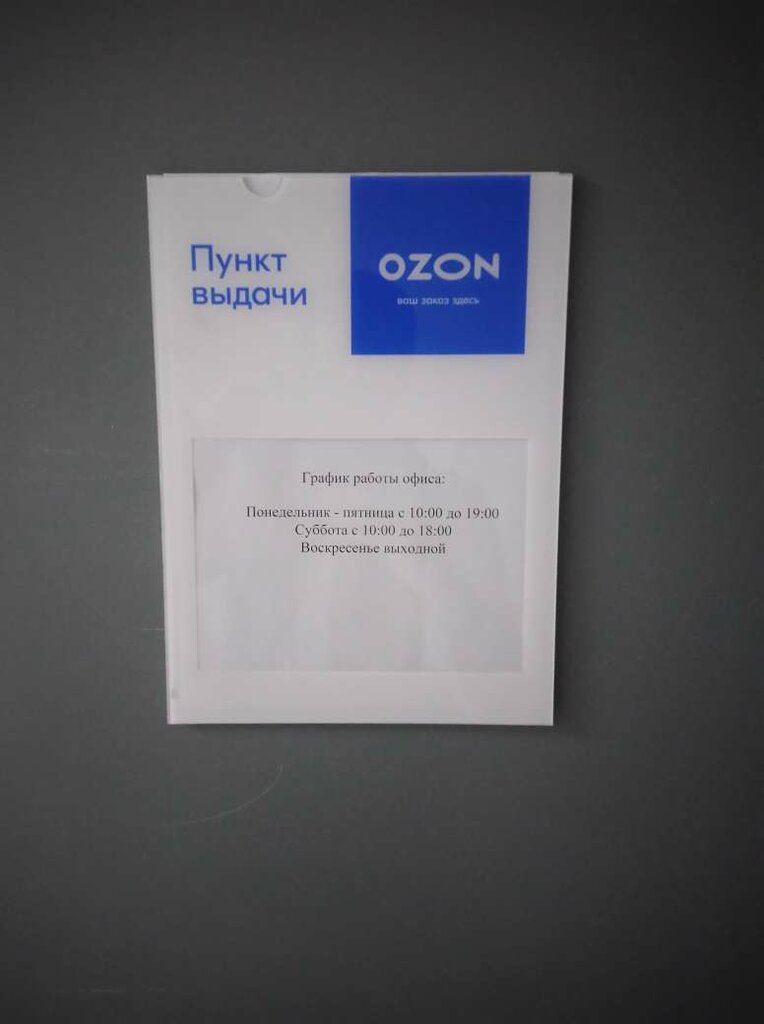 Пункт
выдачи
OZON
ваш заказ здесь
График работы офиса:
Понедельник - пятница с 10:00 до 19:00
Суббота с 10:00 до 18:00
Воскресенье выходной